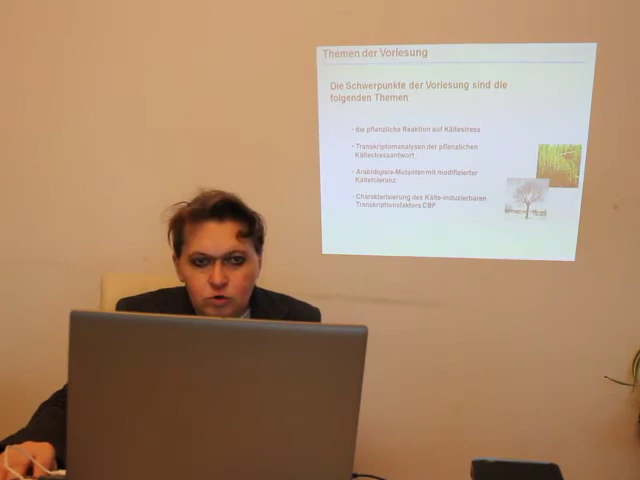 Themen der Vorlesung
Die Schwerpunkte der Vorlesung sind die
folgenden Themen
- die pflanzliche Reaktion auf Kältestress
- Transkriptomanalysen der pflanzlichen
Kältestressantwort
- Arabidopsis-Mutanten mit modifizierter
Kältetoleranz
- Charakterisierung des Kälte-induzierbaren
Transkriptionsfaktors CBF